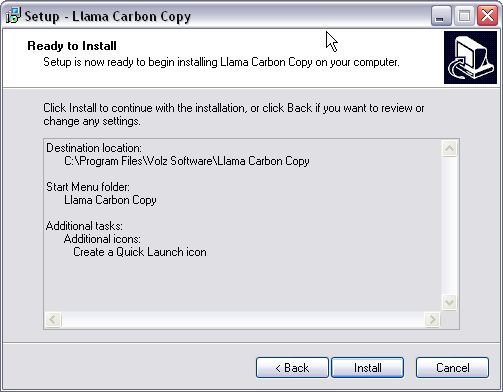 Setup - Llama Carbon Copy
Ready to Install
Setup is now ready to begin installing Llama Carbon Copy on your computer.
Click Install to continue with the installation, or click Back if you want to review or
change any settings.
Destination location:
C:\Program Files\Volz Software\Llama Carbon Copy
Start Menu folder:
Llama Carbon Copy
Additional tasks:
Additional icons:
Create a Quick Launch icon
< Back
Install
Cancel